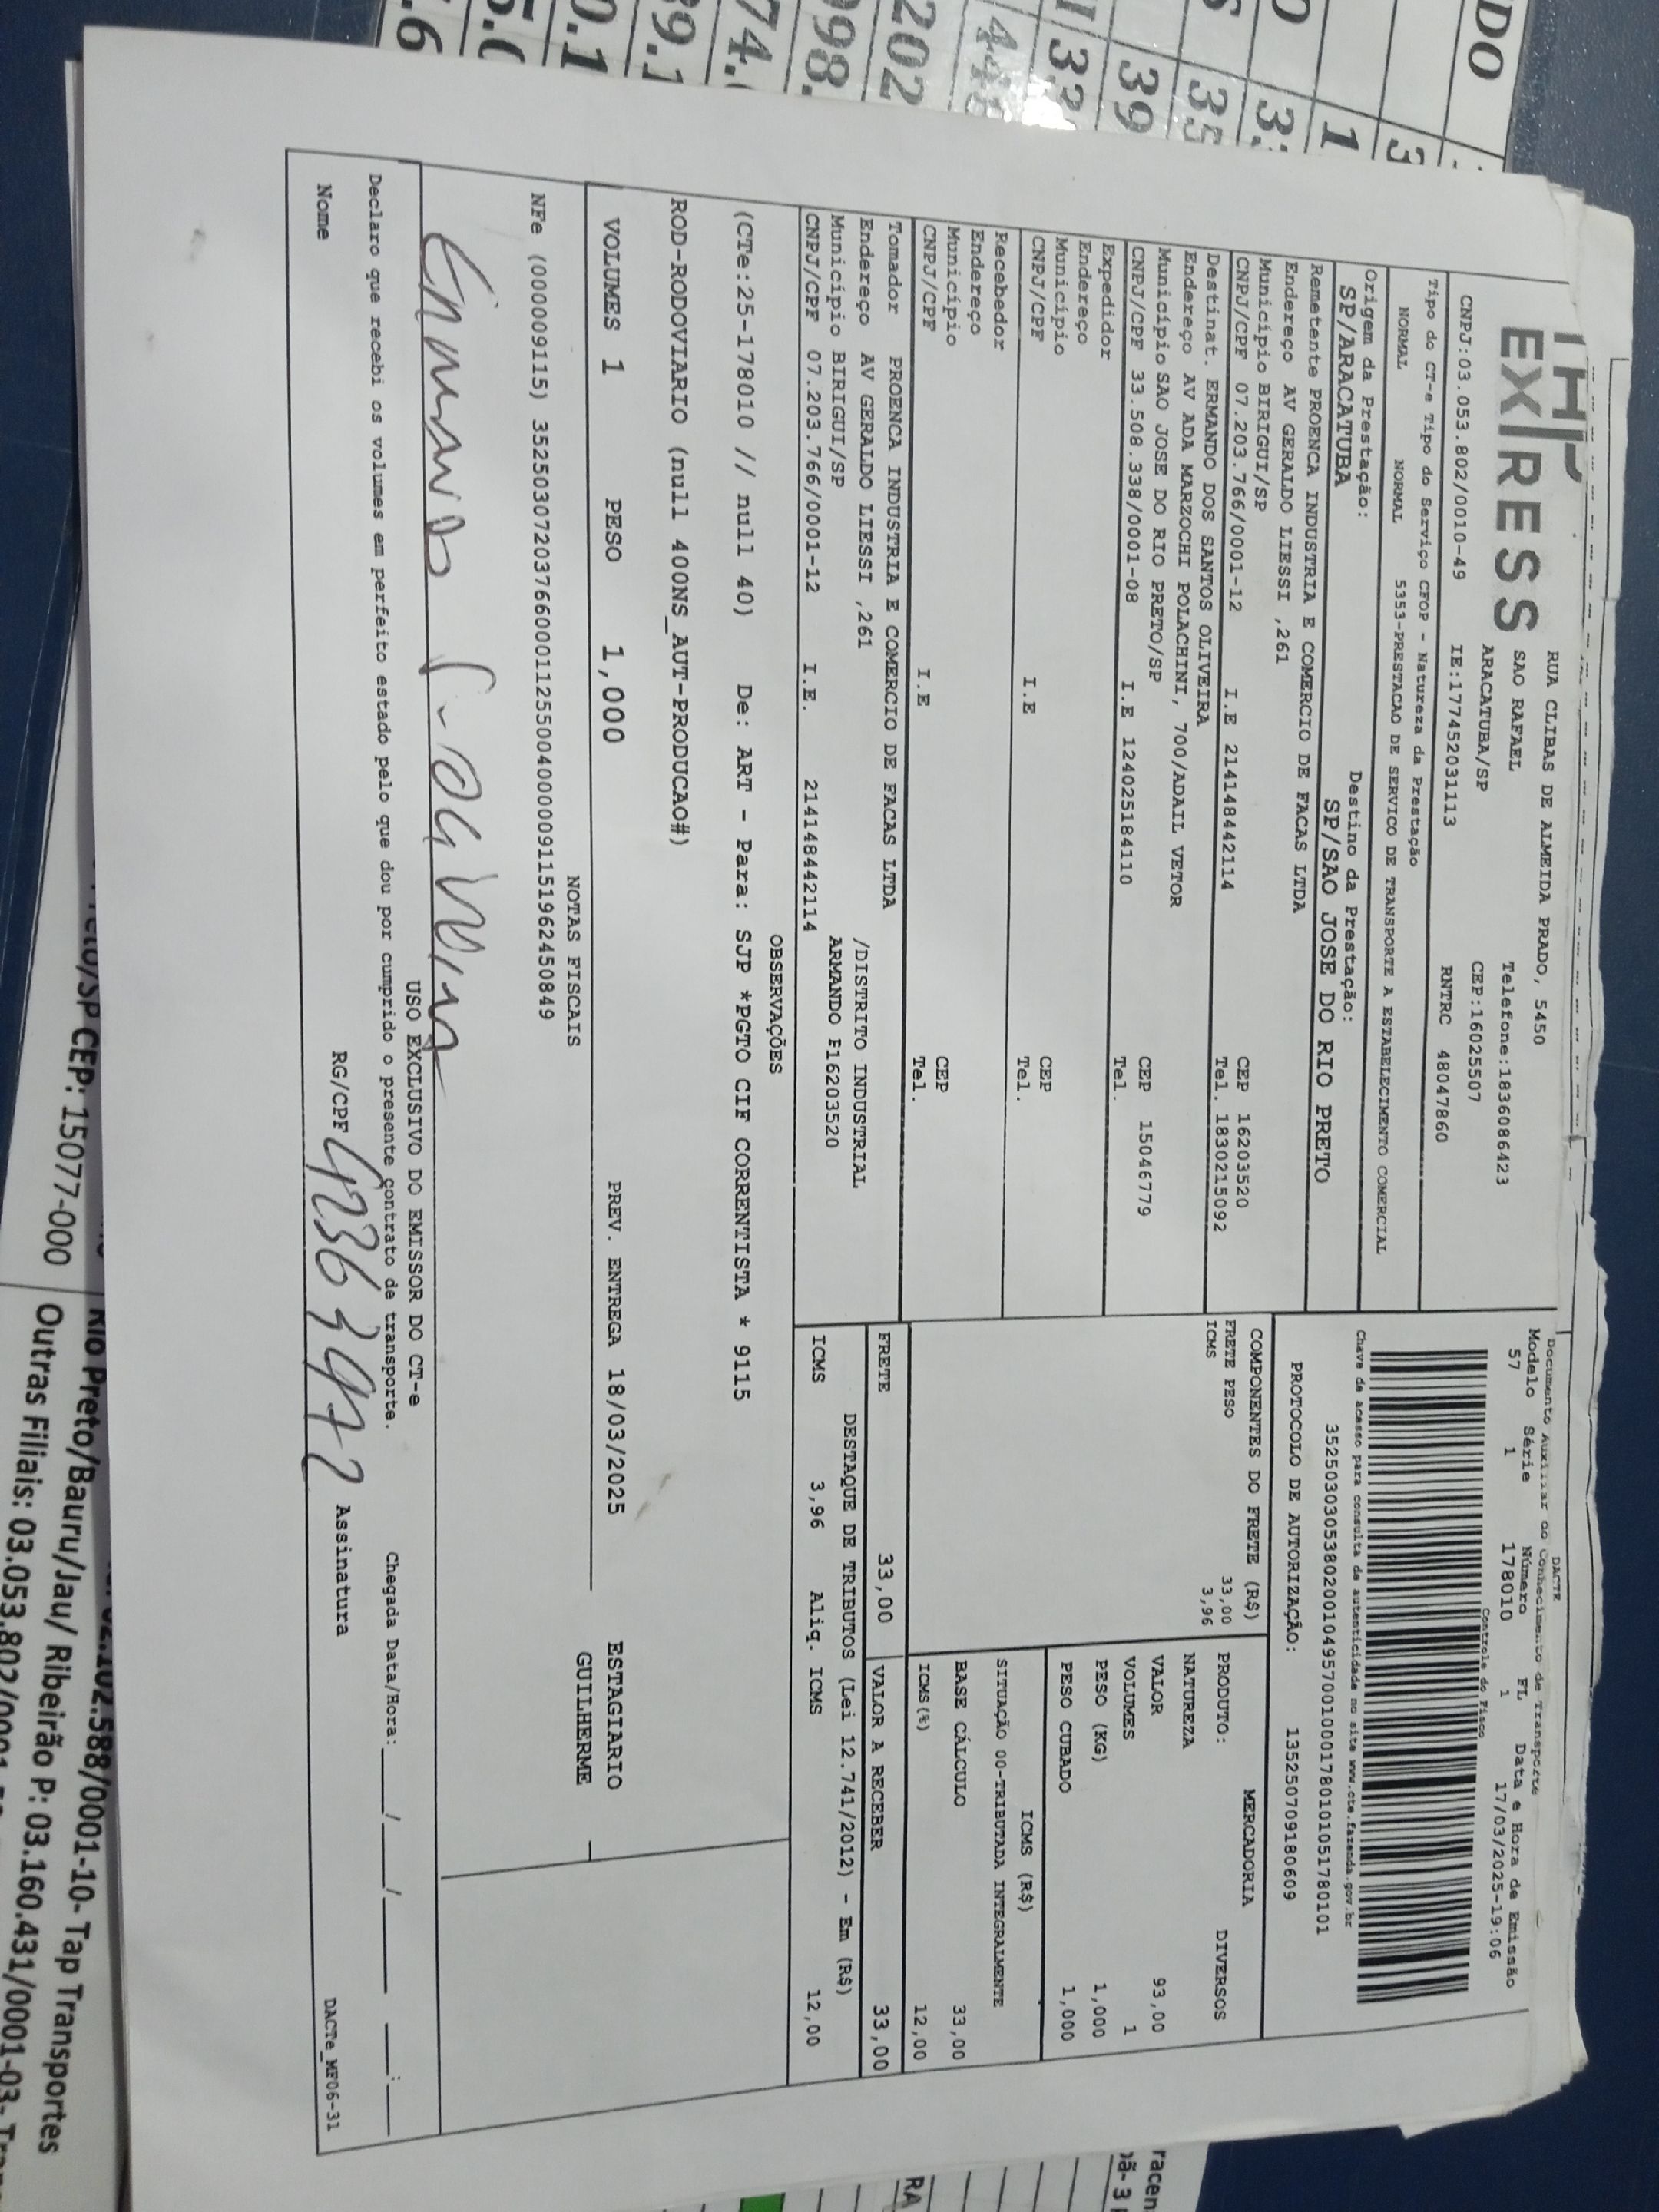 EXPRESS
RUA CLIBAS DE ALMEIDA PRADO, 5450
SAO RAFAEL Telefone:1836086423
ARACATUBA/SP CEP:16025507
CNPJ:03.053.802/0010-49 IE:177452031113 RNTRC 48047860
Tipo do CT-e Tipo do Serviço CFOP - Natureza da Prestação
NORMAL NORMAL 5353-PRESTACAO DE SERVICO DE TRANSPORTE A ESTABELECIMENTO COMERCIAL
Origem da Prestação: Destino da Prestação:
SP/ARACATUBA SP/SAO JOSE DO RIO PRETO
Remetente PROENCA INDUSTRIA E COMERCIO DE FACAS LTDA
Endereço AV GERALDO LIESSI ,261
Município BIRIGUI/SP CEP 16203520
CNPJ/CPF 07.203.766/0001-12 I.E 214148442114 Tel. 1830215092
Destinat. ERMANDO DOS SANTOS OLIVEIRA
Endereço AV ADA MARZOCHI POLACHINI, 700/ADAIL VETOR
Município SAO JOSE DO RIO PRETO/SP CEP 15046779
CNPJ/CPF 33.508.338/0001-08 I.E 124025184110 Tel.
Expedidor
Endereço
Município CEP
CNPJ/CPF I.E Tel.
Recebedor
Endereço
Município CEP
CNPJ/CPF I.E Tel.
Tomador PROENCA INDUSTRIA E COMERCIO DE FACAS LTDA
Endereço AV GERALDO LIESSI ,261 /DISTRITO INDUSTRIAL
Município BIRIGUI/SP ARMANDO F16203520
CNPJ/CPF 07.203.766/0001-12 I.E. 214148442114
DACTE
Documento Auxiliar do Conhecimento de Transporte
Modelo Série Número FL Data e Hora de Emissão
57 1 178010 1 17/03/2025-19:06
Controle do Fisco
Chave de acesso para consulta de autenticidade no site www.cte.fazenda.gov.br
35250303053802001049570010001780101051780101
PROTOCOLO DE AUTORIZAÇÃO: 135250709180609
COMPONENTES DO FRETE (R$)
FRETE PESO 33,00
ICMS 3,96
MERCADORIA
PRODUTO: DIVERSOS
NATUREZA
VALOR 93,00
VOLUMES 1
PESO (KG) 1,000
PESO CUBADO 1,000
ICMS (R$)
SITUAÇÃO 00-TRIBUTADA INTEGRALMENTE
BASE CÁLCULO 33,00
ICMS(%) 12,00
FRETE 33,00 VALOR A RECEBER 33,00
DESTAQUE DE TRIBUTOS (Lei 12.741/2012) - Em (R$)
ICMS 3,96 Aliq. ICMS 12,00
OBSERVAÇÕES
(CTe:25-178010 // null 40) De: ART - Para: SJP *PGTO CIF CORRENTISTA * 9115
ROD-RODOVIARIO (null 400NS_AUT-PRODUCAO#)
VOLUMES 1 PESO 1,000 PREV. ENTREGA 18/03/2025 ESTAGIARIO
GUILHERME
NOTAS FISCAIS
NFe (000009115) 35250307203766000112550040000091151962450849
USO EXCLUSIVO DO EMISSOR DO CT-e
Declaro que recebi os volumes em perfeito estado pelo que dou por cumprido o presente contrato de transporte. Chegada Data/Hora:___/___/____ __:__
Nome RG/CPF Assinatura
DACTe_MF06-31
Preto/SP CEP: 15077-000
Rio Preto/Bauru/Jau/ Ribeirão P: 03.160.431/0001-03- Tran
Outras Filiais: 03.053.802/0001
.588/0001-10- Tap Transportes